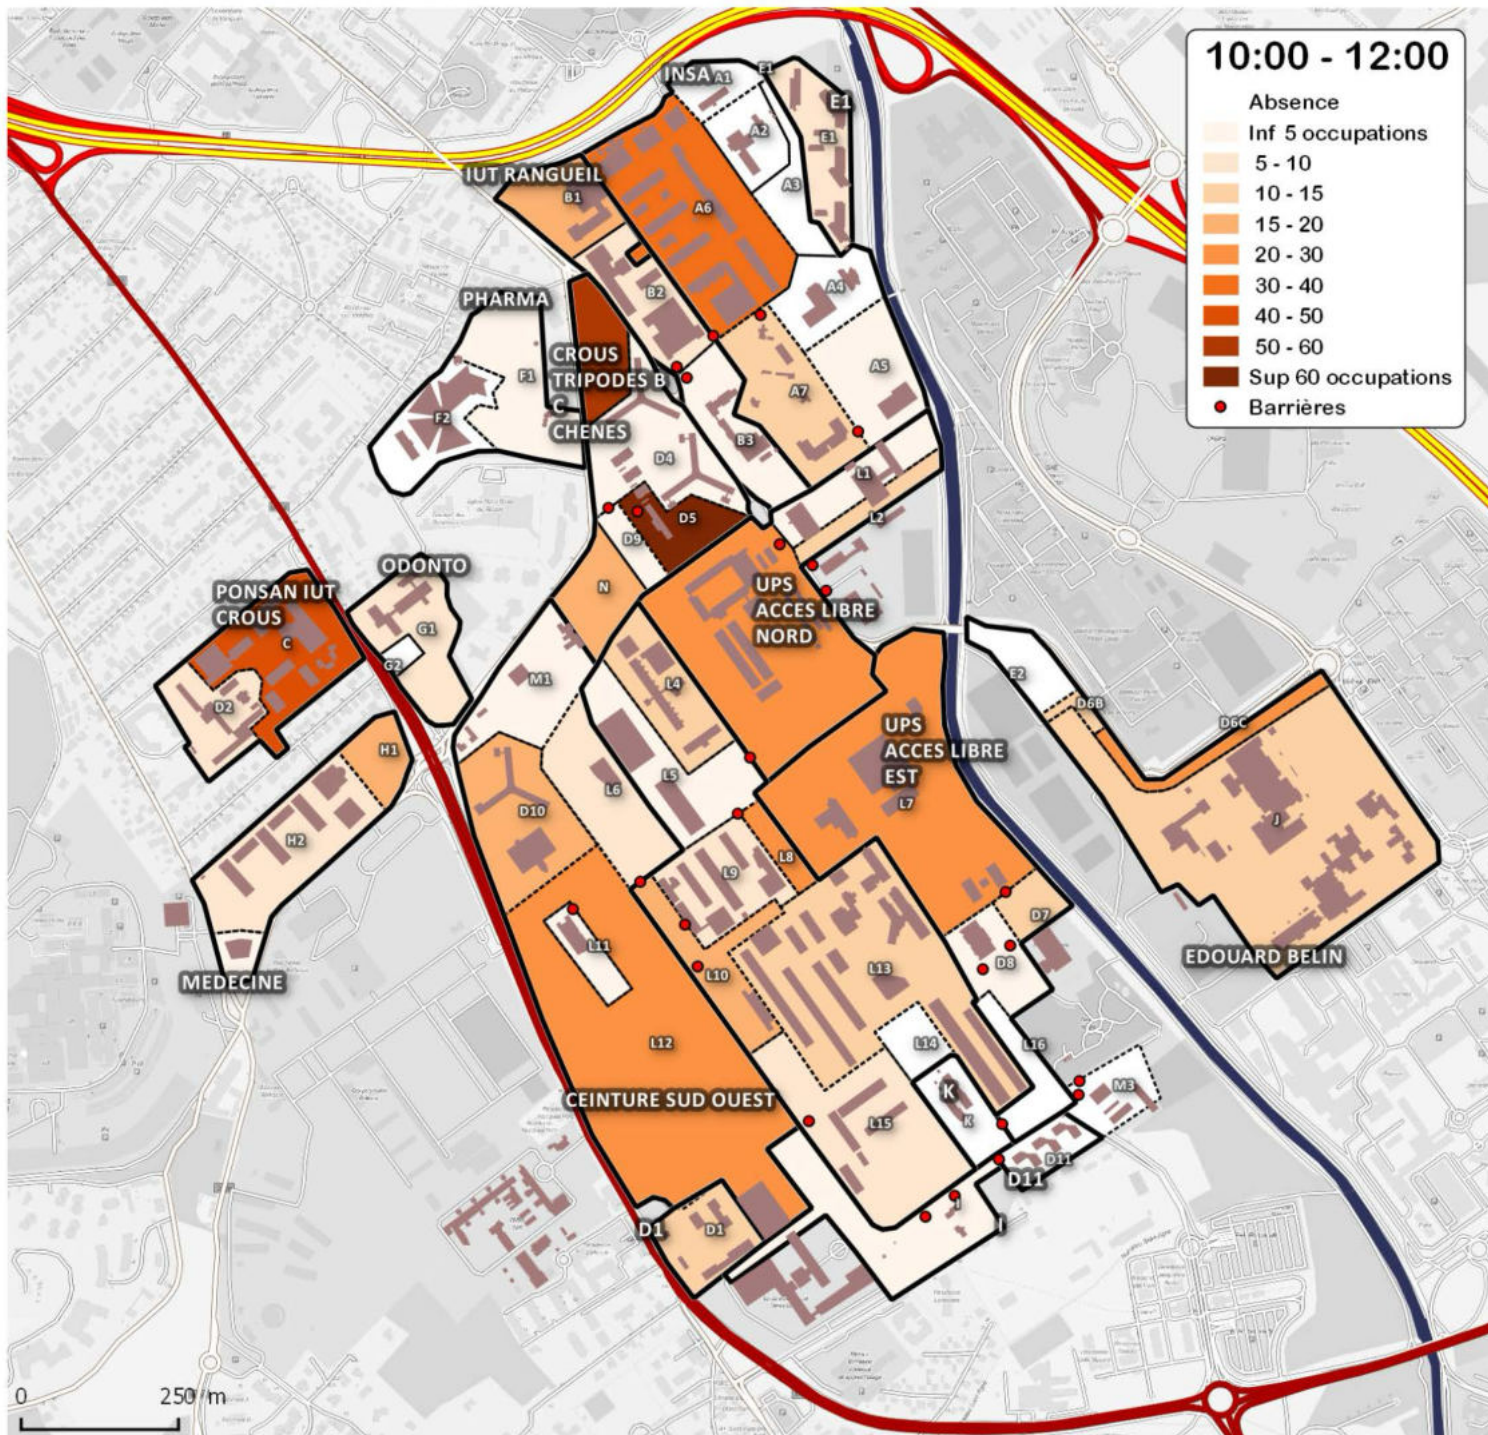 10:00 - 12:00
Absence
Inf 5 occupations
5 - 10
10 - 15
15 - 20
20 - 30
30 - 40
40 - 50
50 - 60
Sup 60 occupations
Barrières
INSA A1
E1
E1
A2
E1
A3
IUT RANGUEIL
B1
A6
B2
A4
PHARMA
CROUS
TRIPODES B
C
CHENES
F1
F2
A5
A7
B3
D4
L1
L2
D5
D9
N
ODONTO
G1
G2
PONSAN IUT
CROUS
C
D2
UPS
ACCES LIBRE
NORD
M1
L4
E2
D6B
D6C
H1
UPS
ACCES LIBRE
EST
L7
L5
L6
D10
H2
J
L8
L9
D7
L11
L10
L13
D8
EDOUARD BELIN
MEDECINE
L12
L14
L16
CEINTURE SUD OUEST
K
K
M3
L15
D11
D11
I
I
D1
D1
0
250 m